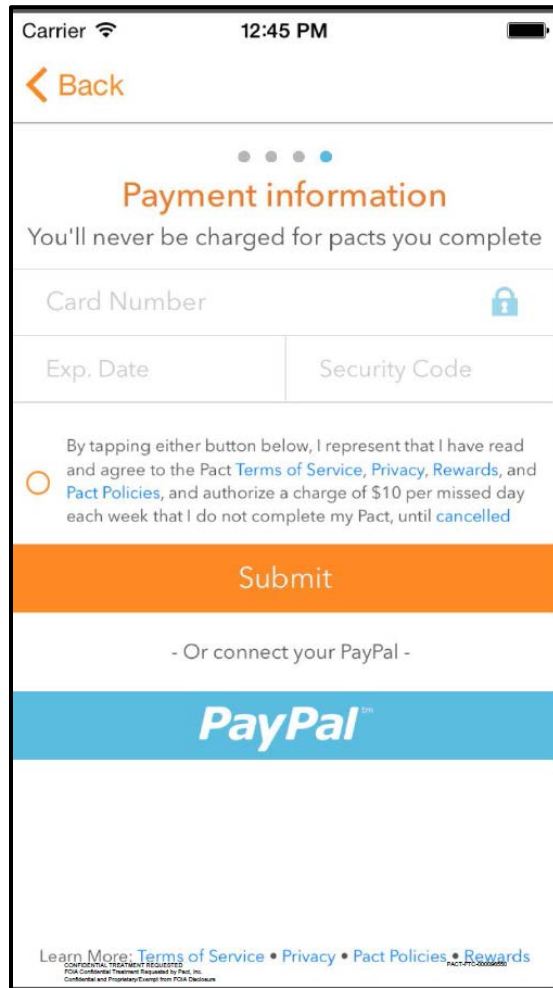 Carrier 12:45 PM
Back
Payment information
You'll never be charged for pacts you complete
Card Number
Exp. Date Security Code
By tapping either button below, I represent that I have read
and agree to the Pact Terms of Service, Privacy, Rewards, and
Pact Policies, and authorize a charge of $10 per missed day
each week that I do not complete my Pact, until cancelled
Submit
- Or connect your PayPal -
PayPal™
Learn More: Terms of Service • Privacy • Pact Policies • Rewards
CONFIDENTIAL TREATMENT REQUESTED
FOIA Confidential Treatment Requested by Pact, Inc.
Confidential and Proprietary/Exempt from FOIA Disclosure